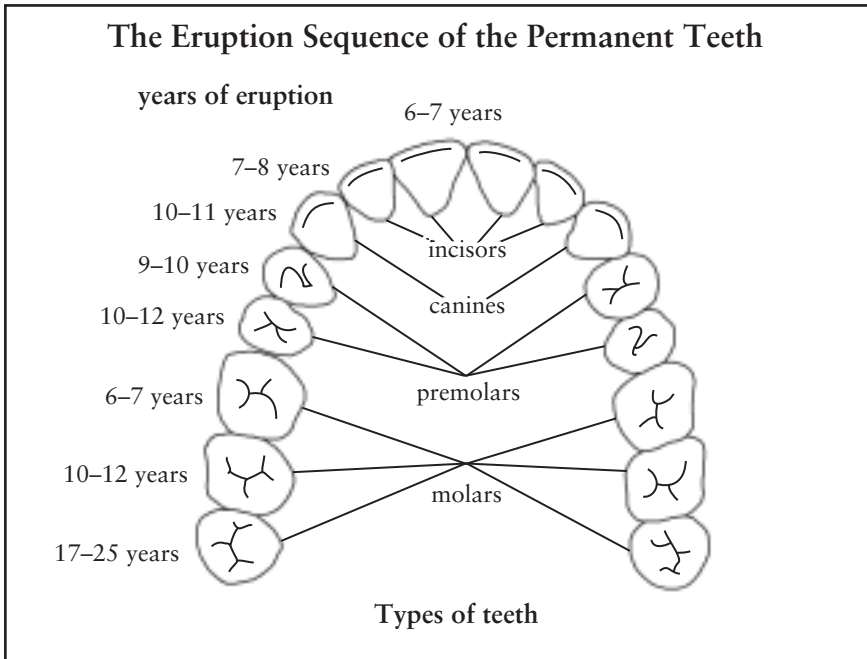 The Eruption Sequence of the Permanent Teeth
years of eruption
6–7 years
7–8 years
10–11 years
incisors
9–10 years
canines
10–12 years
premolars
6–7 years
10–12 years
molars
17–25 years
Types of teeth